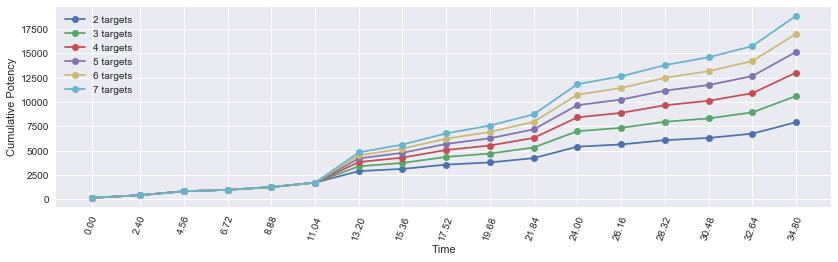 2 targets
3 targets
4 targets
5 targets
6 targets
7 targets
Cumulative Potency
17500
15000
12500
10000
7500
5000
2500
0
0.00 2.40 4.56 6.72 8.88 11.04 13.20 15.36 17.52 19.68 21.84 24.00 26.16 28.32 30.48 32.64 34.80
Time